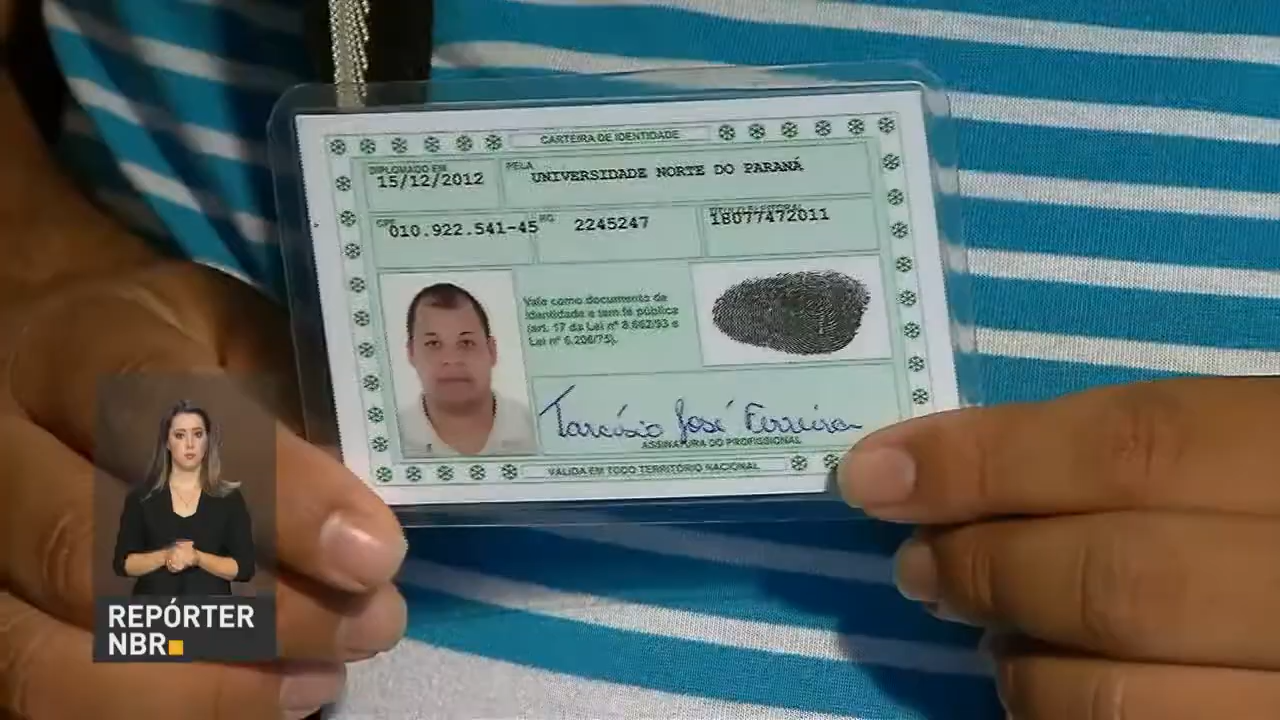 CARTEIRA DE IDENTIDADE
DIPLOMADO EM
15/12/2012
PELA
UNIVERSIDADE NORTE DO PARANÁ
CPF
010.922.541-45
RG
2245247
TÍTULO ELEITORAL
18077472011
Vale como documento de
identidade e tem fé pública
(art. 17 da Lei nº 8.662/93 e
Lei nº 6.206/75).
Tarcísio José Ferreira
ASSINATURA DO PROFISSIONAL
VÁLIDA EM TODO TERRITÓRIO NACIONAL
REPÓRTER
NBR